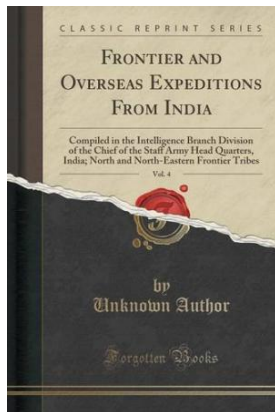 CLASSIC REPRINT SERIES
FRONTIER AND
OVERSEAS EXPEDITIONS
FROM INDIA
Compiled in the Intelligence Branch Division
of the Chief of the Staff Army Head Quarters,
India; North and North-Eastern Frontier Tribes
Vol. 4
by
Unknown Author
Forgotten Books